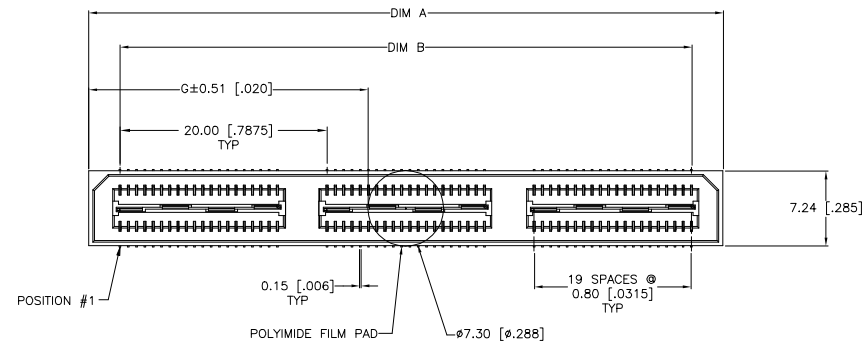 DIM A
DIM B
G±0.51 [.020]
20.00 [.7875]
TYP
7.24 [.285]
POSITION #1
0.15 [.006]
TYP
19 SPACES @
0.80 [.0315]
TYP
POLYIMIDE FILM PAD
ø7.30 [ø.288]